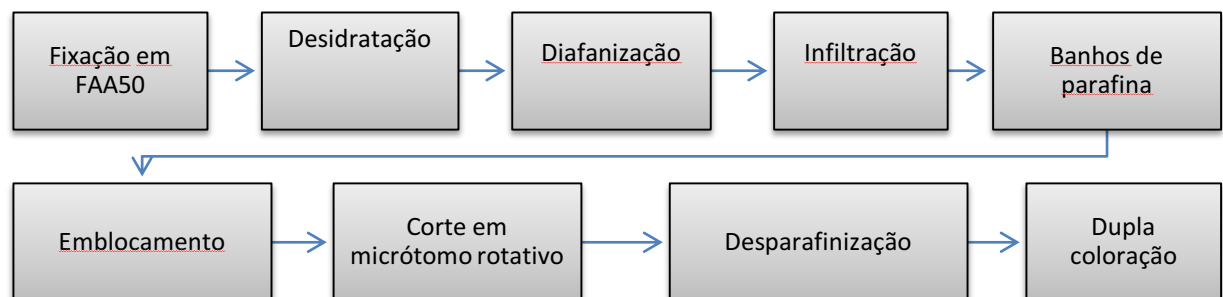 Fixação em
FAA50
Desidratação
Diafanização
Infiltração
Banhos de
parafina
Emblocamento
Corte em
micrótomo rotativo
Desparafinização
Dupla
coloração